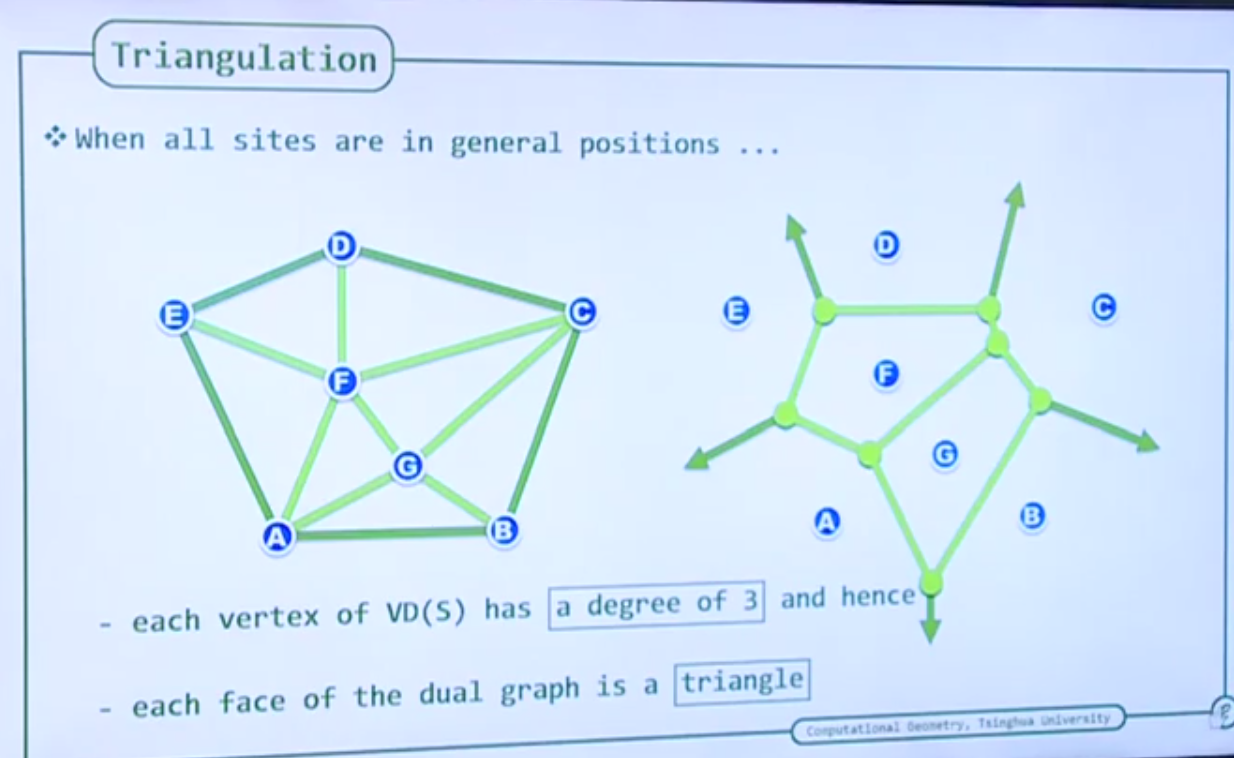 Triangulation
❖ When all sites are in general positions ...
D
E
C
F
G
A
B
D
E
C
F
G
A
B
- each vertex of VD(S) has a degree of 3 and hence
- each face of the dual graph is a triangle
Computational Geometry, Tsinghua University